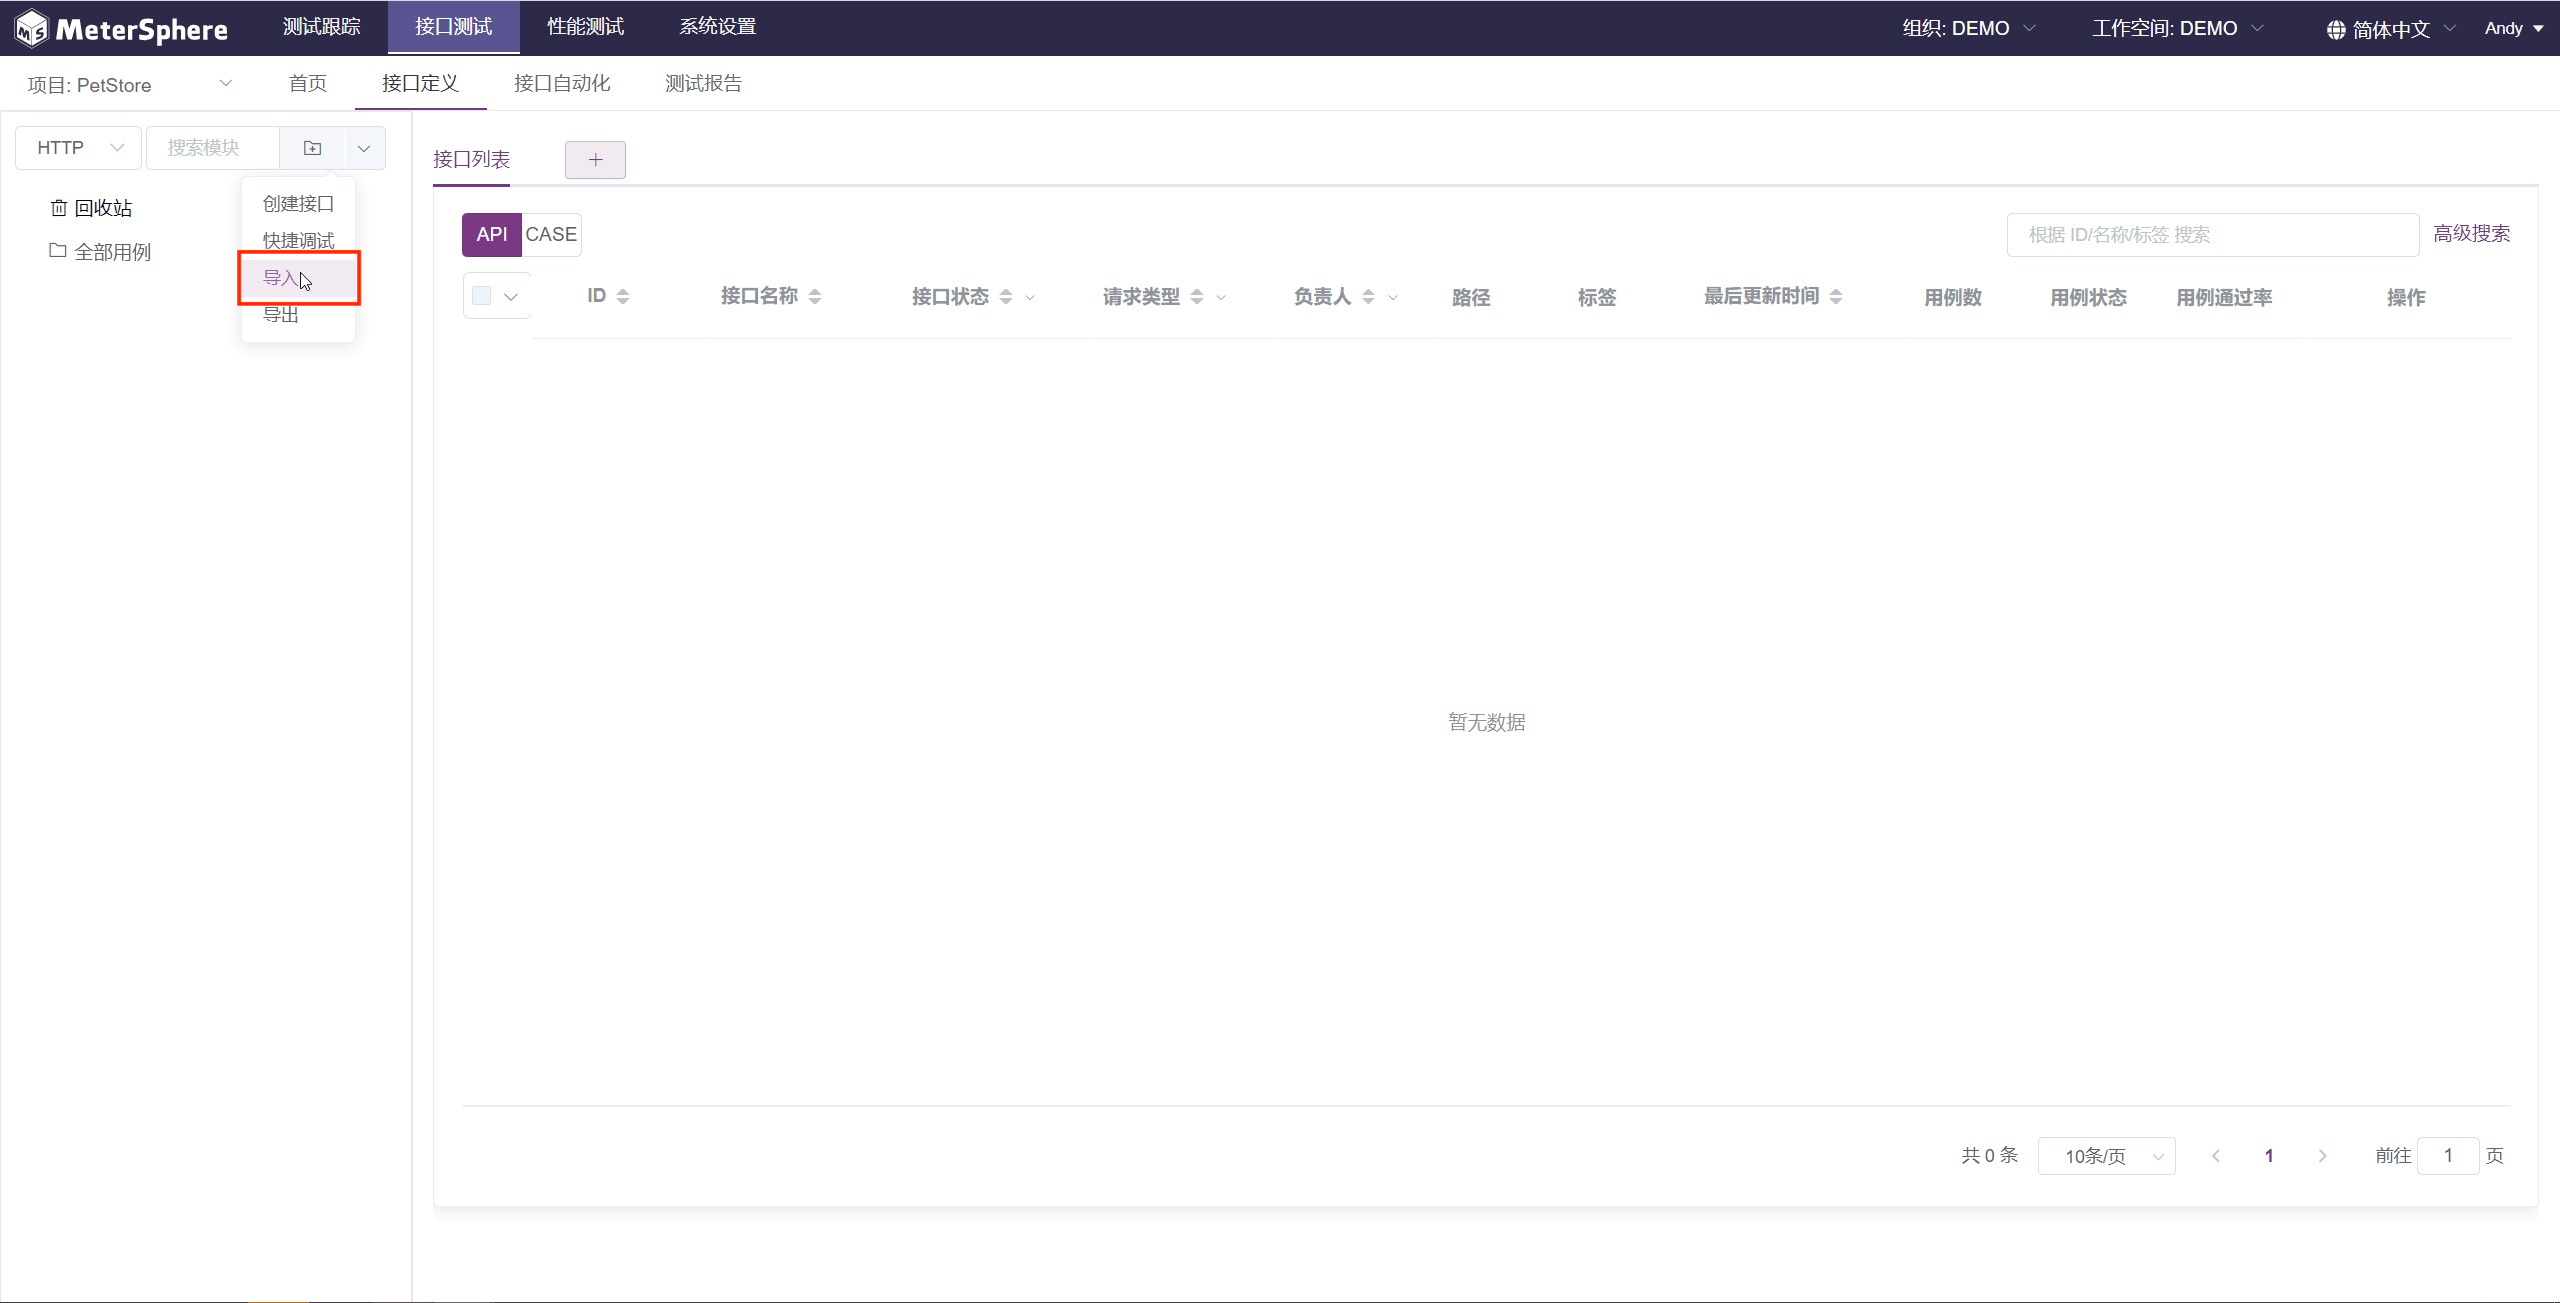 MeterSphere 测试跟踪 接口测试 性能测试 系统设置 组织: DEMO 工作空间: DEMO 简体中文 Andy
项目: PetStore 首页 接口定义 接口自动化 测试报告
HTTP 搜索模块
回收站
全部用例
创建接口
快捷调试
导入
导出
接口列表 +
API CASE 根据 ID/名称/标签 搜索 高级搜索
ID 接口名称 接口状态 请求类型 负责人 路径 标签 最后更新时间 用例数 用例状态 用例通过率 操作
暂无数据
共 0 条 10条/页 1 前往 1 页